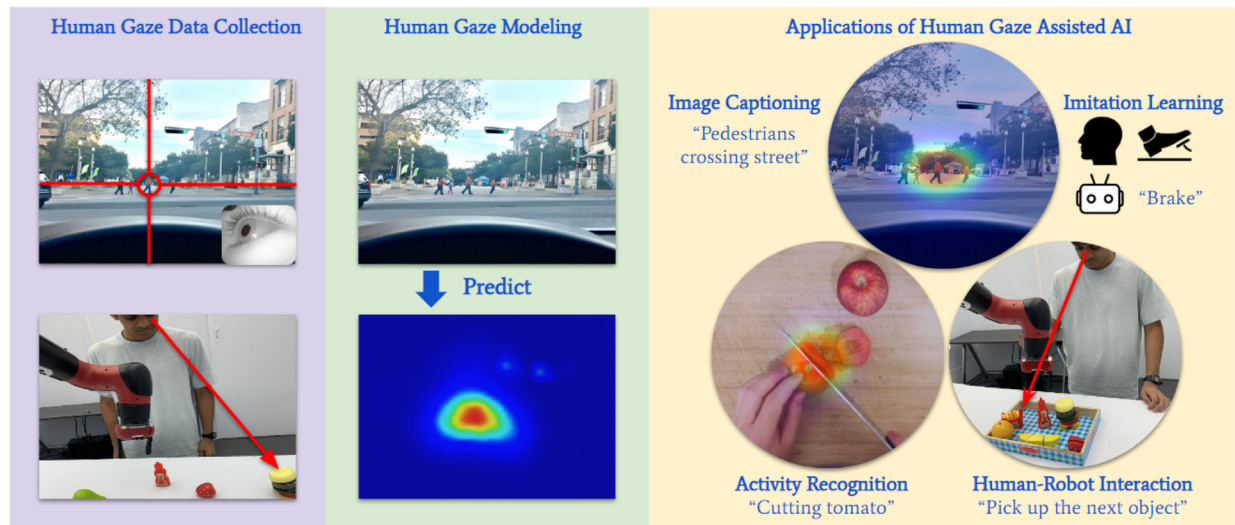 Human Gaze Data Collection
Human Gaze Modeling
Predict
Applications of Human Gaze Assisted AI
Image Captioning
"Pedestrians
crossing street"
Imitation Learning
"Brake"
Activity Recognition
"Cutting tomato"
Human-Robot Interaction
"Pick up the next object"